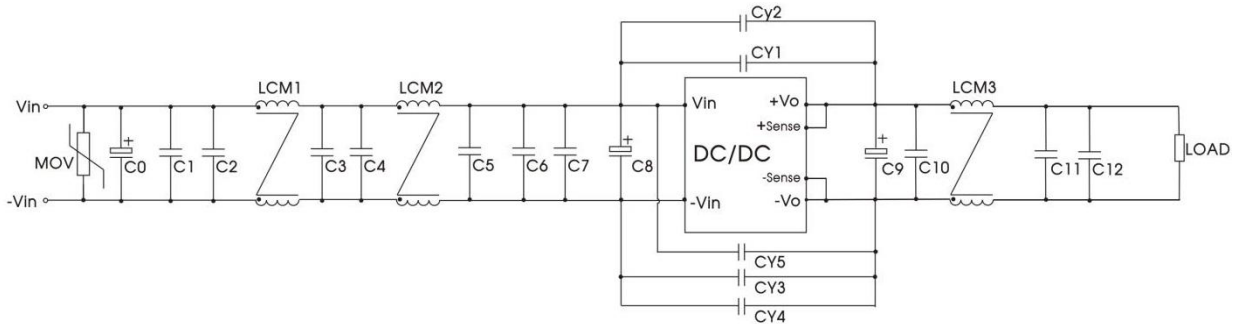 Cy2
CY1
LCM1
LCM2
LCM3
Vin
Vin
+Vo
+Sense
MOV
+
C0
C1
C2
C3
C4
C5
C6
C7
+
C8
DC/DC
+
C9
C10
C11
C12
LOAD
-Sense
-Vin
-Vin
-Vo
CY5
CY3
CY4